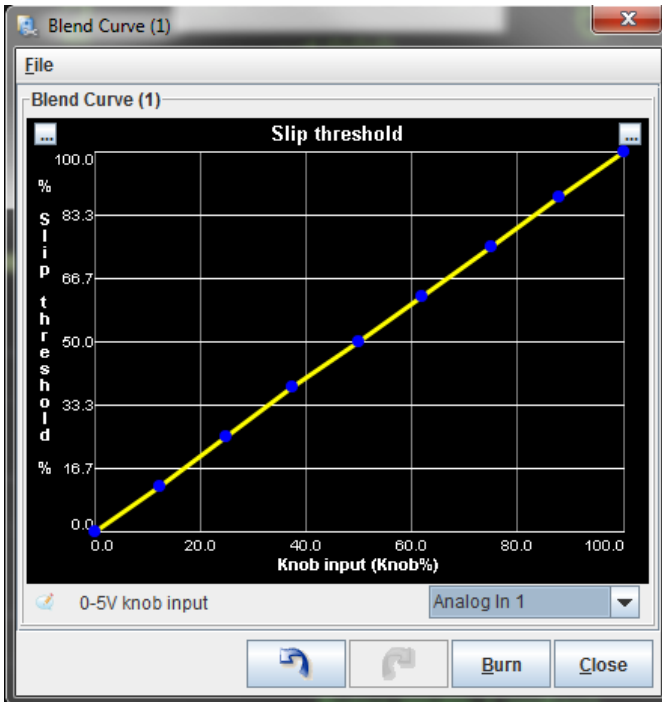 Blend Curve (1)
File
Blend Curve (1)
...
Slip threshold
...
% Slip threshold %
100.0
83.3
66.7
50.0
33.3
16.7
0.0
0.0 20.0 40.0 60.0 80.0 100.0
Knob input (Knob%)
0-5V knob input
Analog In 1
Burn
Close